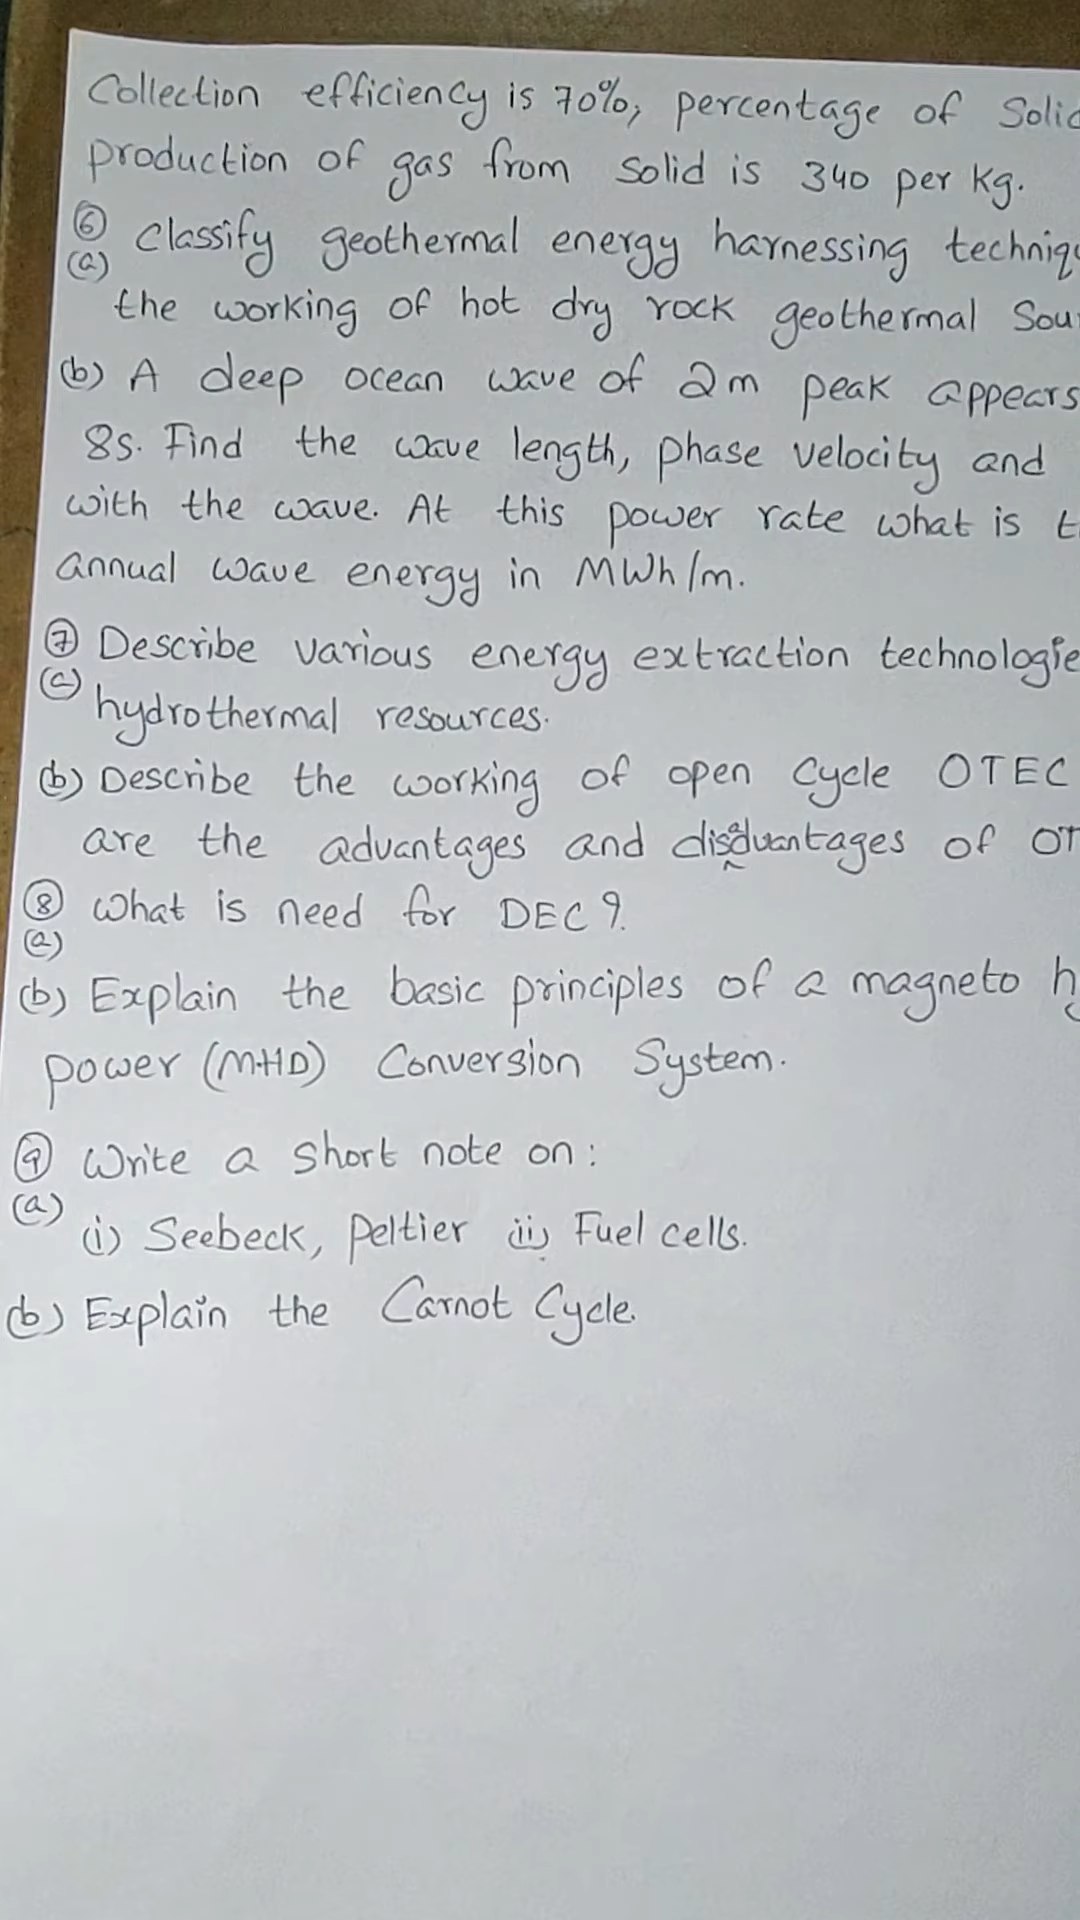 Collection efficiency is 70%, percentage of Solid
production of gas from solid is 340 per kg.
⑥ Classify geothermal energy harnessing techniqu
(a)
the working of hot dry rock geothermal Sour
(b) A deep ocean wave of 2m peak appears
8s. Find the wave length, phase velocity and
with the wave. At this power rate what is t
annual wave energy in MWh/m.
⑦ Describe various energy extraction technologie
(a)
hydrothermal resources.
(b) Describe the working of open cycle OTEC
are the advantages and disadvantages of OT
⑧ What is need for DEC?
(a)
(b) Explain the basic principles of a magneto hy
power (MHD) Conversion System.
⑨ Write a short note on:
(a)
(i) Seebeck, Peltier (ii) Fuel cells.
(b) Explain the Carnot Cycle.